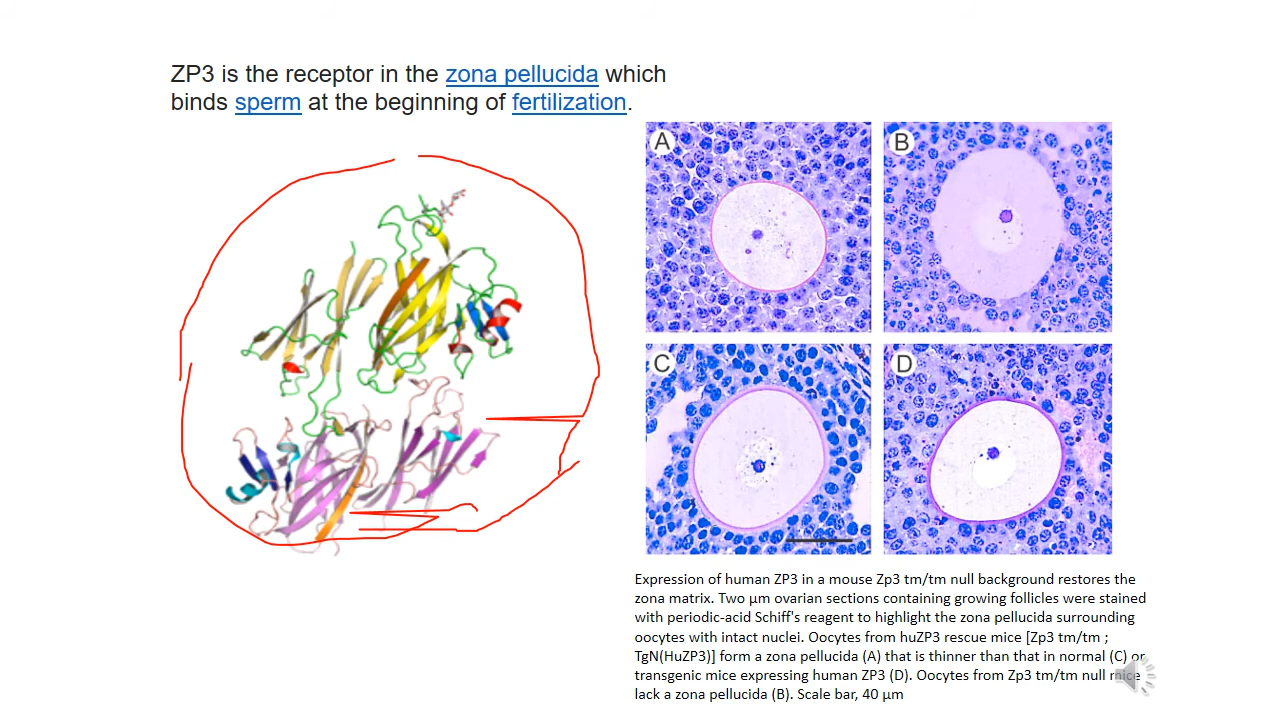 ZP3 is the receptor in the zona pellucida which
binds sperm at the beginning of fertilization.
A
B
C
D
Expression of human ZP3 in a mouse Zp3 tm/tm null background restores the
zona matrix. Two μm ovarian sections containing growing follicles were stained
with periodic-acid Schiff's reagent to highlight the zona pellucida surrounding
oocytes with intact nuclei. Oocytes from huZP3 rescue mice [Zp3 tm/tm ;
TgN(HuZP3)] form a zona pellucida (A) that is thinner than that in normal (C) or
transgenic mice expressing human ZP3 (D). Oocytes from Zp3 tm/tm null mice
lack a zona pellucida (B). Scale bar, 40 μm